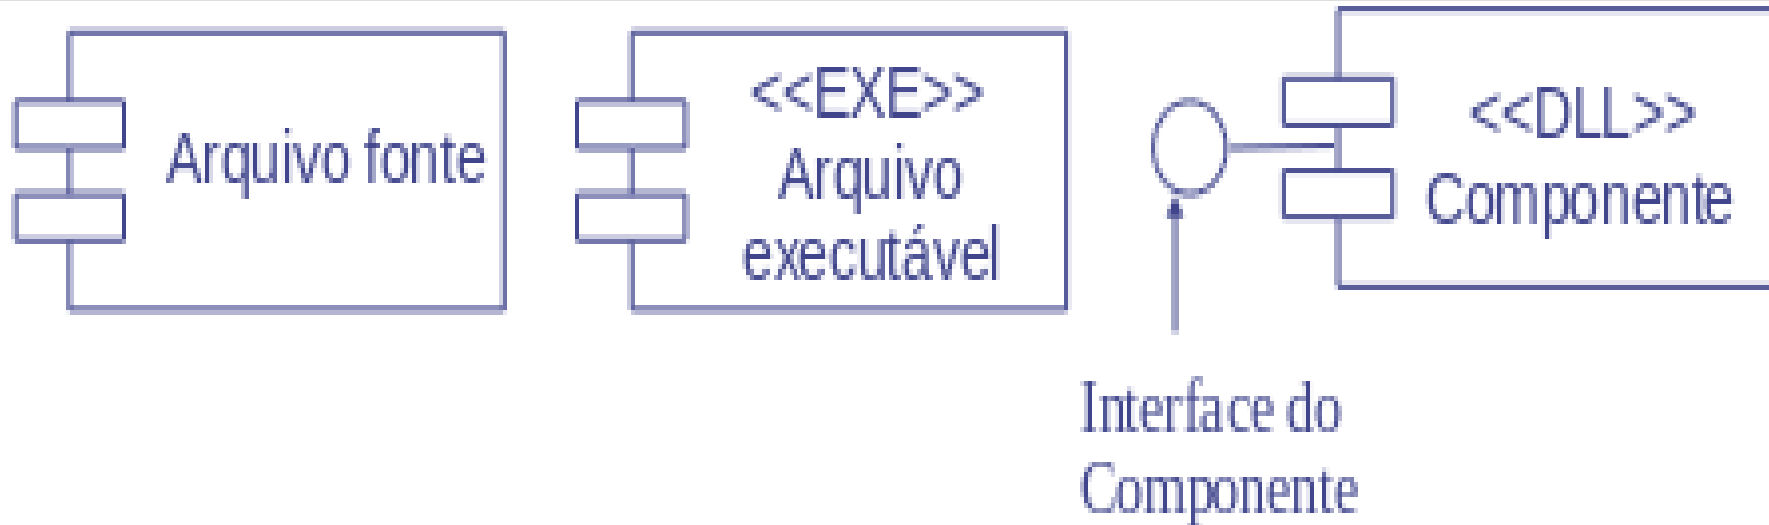 Arquivo fonte
<<EXE>>
Arquivo
executável
<<DLL>>
Componente
Interface do
Componente